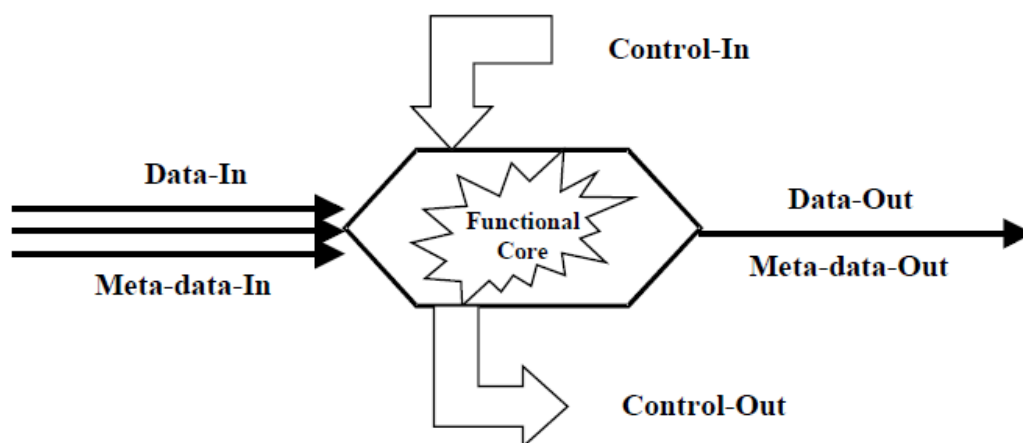 Control-In
Data-In
Data-Out
Functional
Core
Meta-data-In
Meta-data-Out
Control-Out